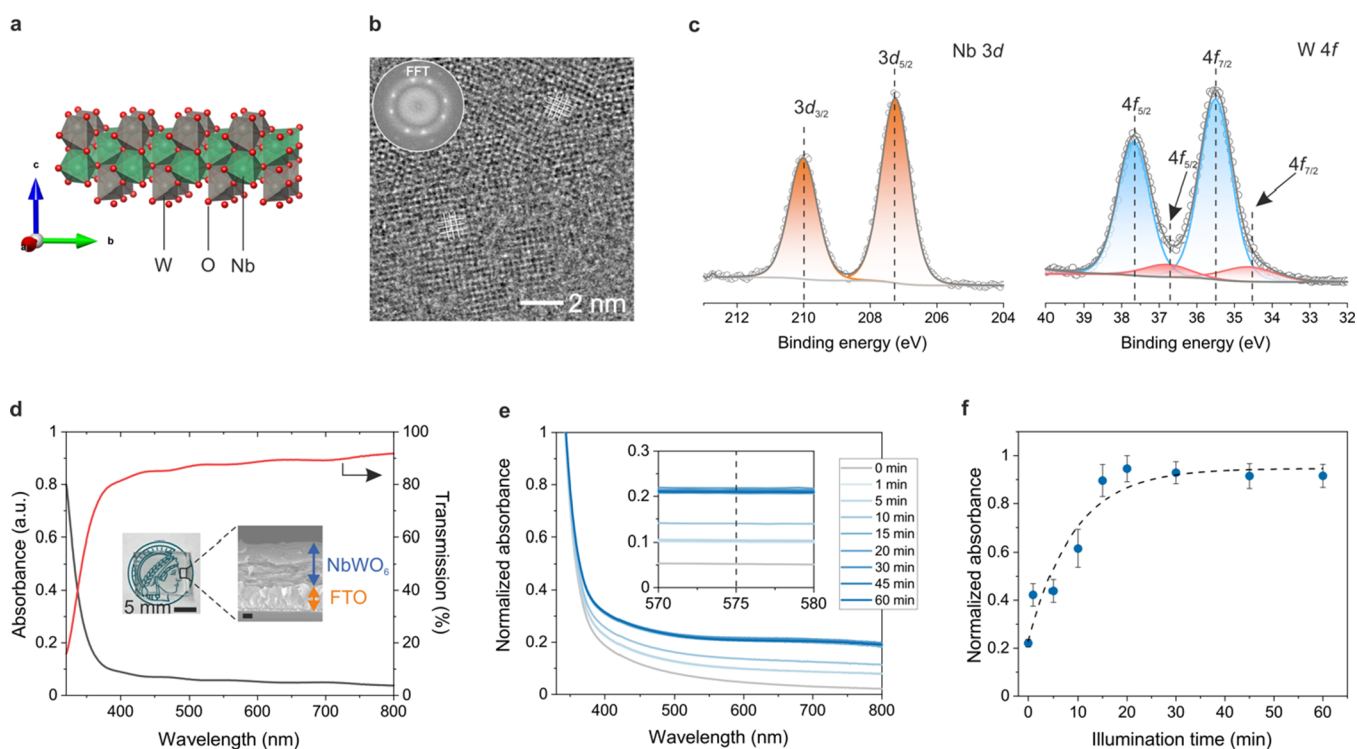 a
c
a
b
W
O
Nb
b
FFT
2 nm
c
Nb 3d
3d3/2
3d5/2
212
210
208
206
204
Binding energy (eV)
W 4f
4f5/2
4f5/2
4f7/2
4f7/2
40
39
38
37
36
35
34
33
32
Binding energy (eV)
d
Absorbance (a.u.)
1
0.8
0.6
0.4
0.2
0
100
80
60
40
20
0
Transmission (%)
5 mm
NbWO6
FTO
400
500
600
700
800
Wavelength (nm)
e
Normalized absorbance
1
0.8
0.6
0.4
0.2
0
0.3
0.2
0.1
0
570
575
580
0 min
1 min
5 min
10 min
15 min
20 min
30 min
45 min
60 min
400
500
600
700
800
Wavelength (nm)
f
Normalized absorbance
1.0
0.8
0.6
0.4
0.2
0
0
10
20
30
40
50
60
Illumination time (min)